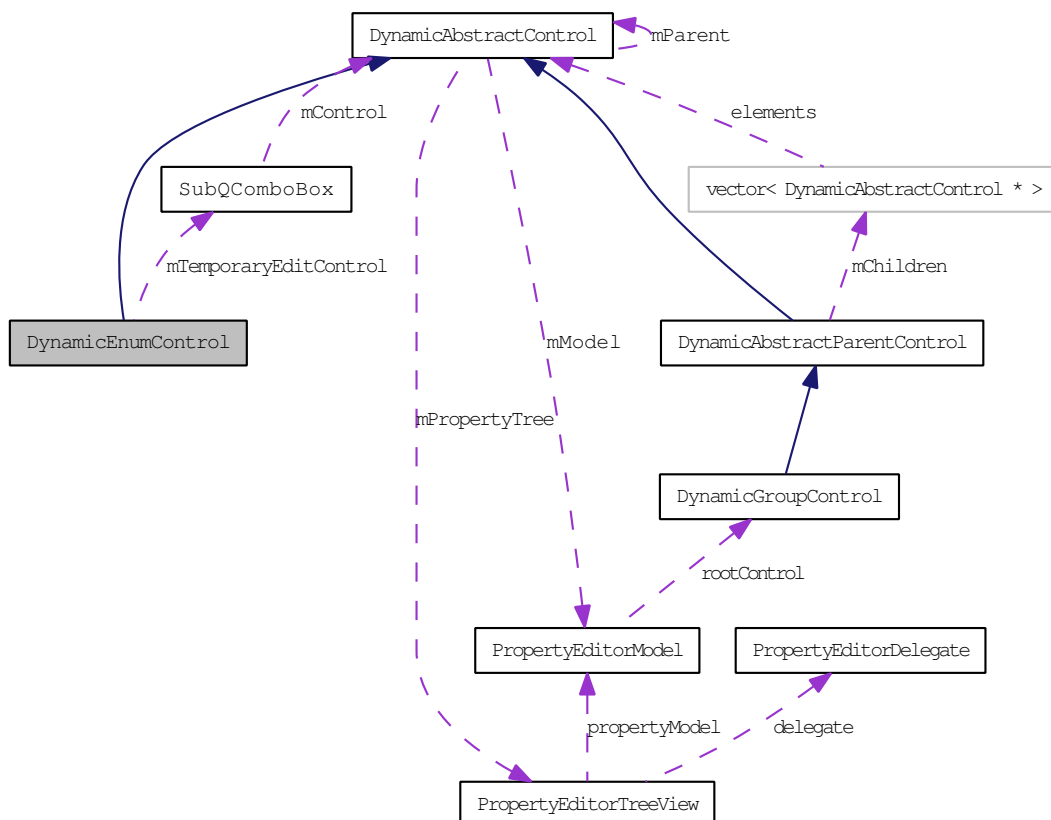 DynamicAbstractControl
mParent
mControl
elements
SubQComboBox
vector< DynamicAbstractControl * >
mTemporaryEditControl
mChildren
DynamicEnumControl
mModel
DynamicAbstractParentControl
mPropertyTree
DynamicGroupControl
rootControl
PropertyEditorModel
PropertyEditorDelegate
propertyModel
delegate
PropertyEditorTreeView